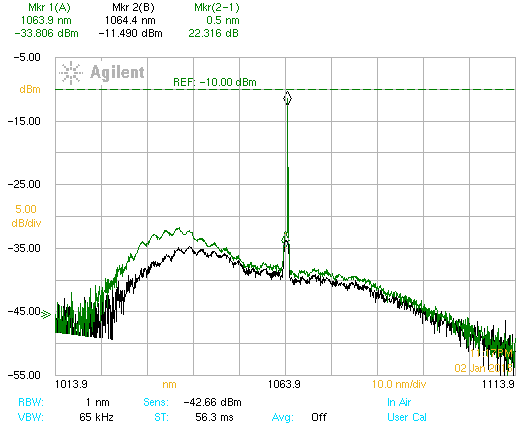 Mkr 1(A) Mkr 2(B) Mkr(2-1)
1063.9 nm 1064.4 nm 0.5 nm
-33.806 dBm -11.490 dBm 22.316 dB
-5.00
Agilent
REF: -10.00 dBm
dBm
-15.00
-25.00
5.00
dB/div
-35.00
-45.00
-55.00
02 Jan
1013.9 nm 1063.9 10.0 nm/div 1113.9
RBW: 1 nm Sens: -42.66 dBm In Air
VBW: 65 kHz ST: 56.3 ms Avg: Off User Cal